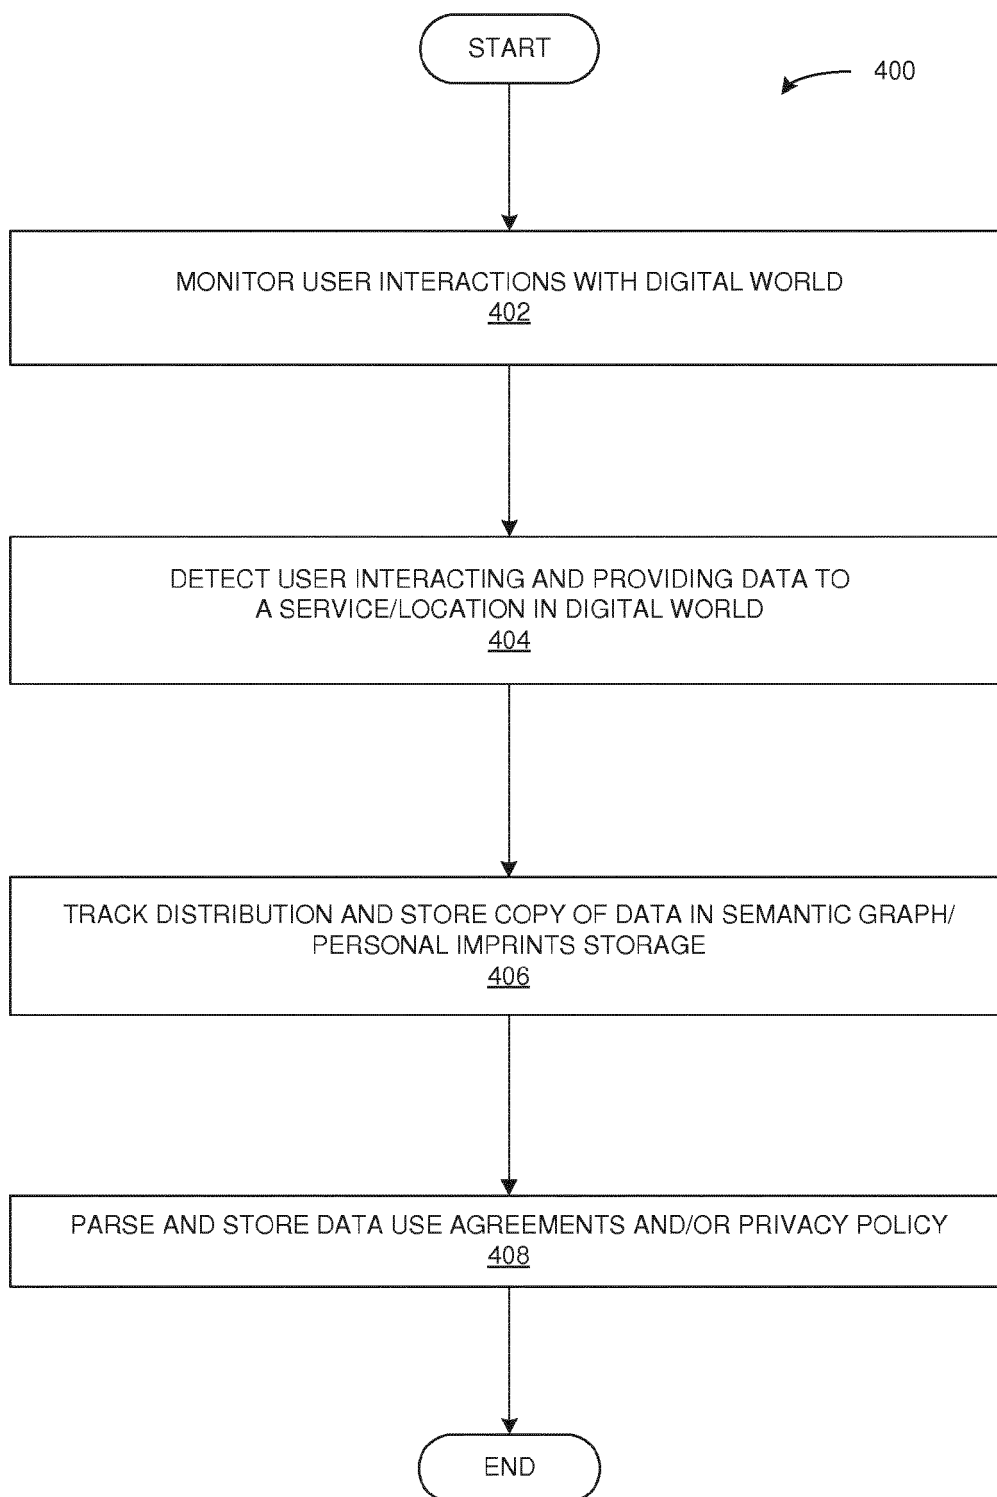 START
400
MONITOR USER INTERACTIONS WITH DIGITAL WORLD
402
DETECT USER INTERACTING AND PROVIDING DATA TO
A SERVICE/LOCATION IN DIGITAL WORLD
404
TRACK DISTRIBUTION AND STORE COPY OF DATA IN SEMANTIC GRAPH/
PERSONAL IMPRINTS STORAGE
406
PARSE AND STORE DATA USE AGREEMENTS AND/OR PRIVACY POLICY
408
END